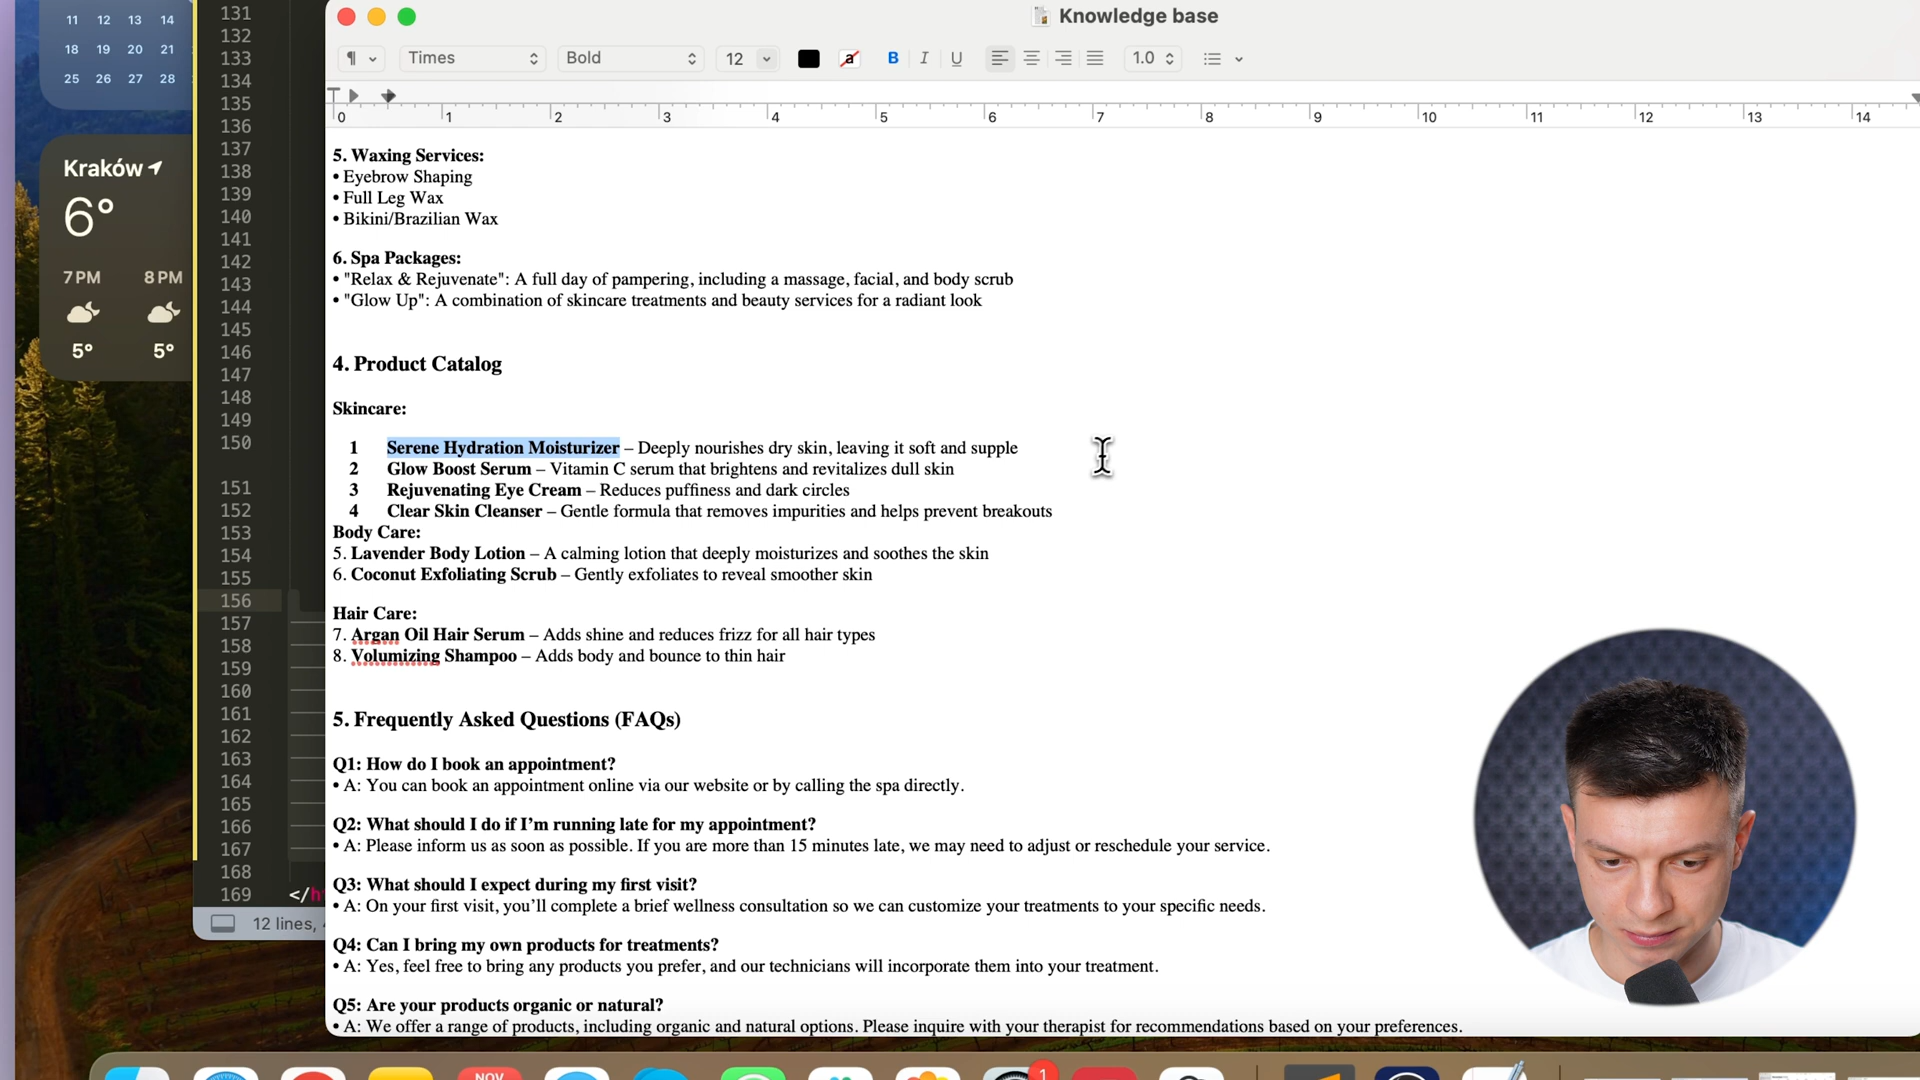 11 12 13 14
18 19 20 21
25 26 27 28
Kraków
6°
7 PM 8 PM
5° 5°
131
132
133
134
135
136
137
138
139
140
141
142
143
144
145
146
147
148
149
150
151
152
153
154
155
156
157
158
159
160
161
162
163
164
165
166
167
168
169 </h
12 lines,
Knowledge base
¶ Times Bold 12 a B I U 1.0
0 1 2 3 4 5 6 7 8 9 10 11 12 13 14
5. Waxing Services:
• Eyebrow Shaping
• Full Leg Wax
• Bikini/Brazilian Wax
6. Spa Packages:
• "Relax & Rejuvenate": A full day of pampering, including a massage, facial, and body scrub
• "Glow Up": A combination of skincare treatments and beauty services for a radiant look
4. Product Catalog
Skincare:
1 Serene Hydration Moisturizer – Deeply nourishes dry skin, leaving it soft and supple
2 Glow Boost Serum – Vitamin C serum that brightens and revitalizes dull skin
3 Rejuvenating Eye Cream – Reduces puffiness and dark circles
4 Clear Skin Cleanser – Gentle formula that removes impurities and helps prevent breakouts
Body Care:
5. Lavender Body Lotion – A calming lotion that deeply moisturizes and soothes the skin
6. Coconut Exfoliating Scrub – Gently exfoliates to reveal smoother skin
Hair Care:
7. Argan Oil Hair Serum – Adds shine and reduces frizz for all hair types
8. Volumizing Shampoo – Adds body and bounce to thin hair
5. Frequently Asked Questions (FAQs)
Q1: How do I book an appointment?
• A: You can book an appointment online via our website or by calling the spa directly.
Q2: What should I do if I’m running late for my appointment?
• A: Please inform us as soon as possible. If you are more than 15 minutes late, we may need to adjust or reschedule your service.
Q3: What should I expect during my first visit?
• A: On your first visit, you’ll complete a brief wellness consultation so we can customize your treatments to your specific needs.
Q4: Can I bring my own products for treatments?
• A: Yes, feel free to bring any products you prefer, and our technicians will incorporate them into your treatment.
Q5: Are your products organic or natural?
• A: We offer a range of products, including organic and natural options. Please inquire with your therapist for recommendations based on your preferences.
NOV
1